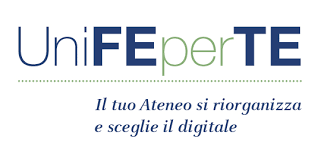 UniFEperTE
Il tuo Ateneo si riorganizza
e sceglie il digitale